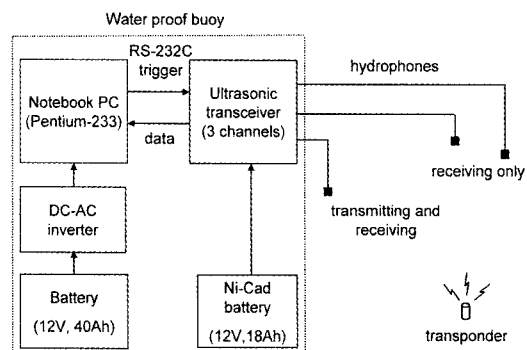 Water proof buoy
RS-232C
trigger
hydrophones
Notebook PC
(Pentium-233)
Ultrasonic
transceiver
(3 channels)
data
receiving only
transmitting and
receiving
DC-AC
inverter
Battery
(12V, 40Ah)
Ni-Cad
battery
(12V,18Ah)
transponder